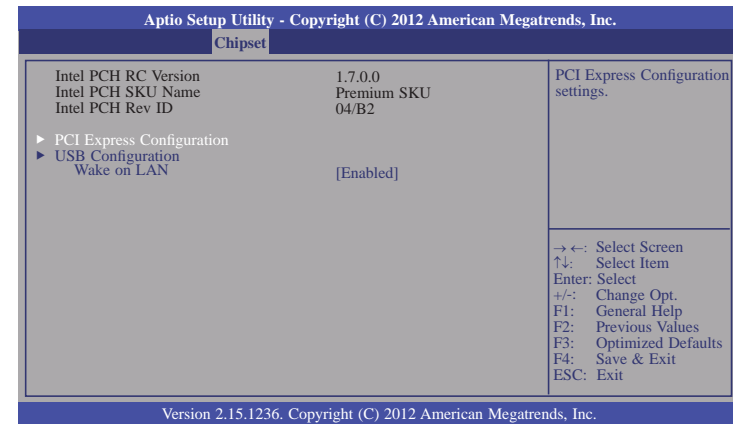 Aptio Setup Utility - Copyright (C) 2012 American Megatrends, Inc.
Chipset
Intel PCH RC Version 1.7.0.0
Intel PCH SKU Name Premium SKU
Intel PCH Rev ID 04/B2
► PCI Express Configuration
► USB Configuration
Wake on LAN [Enabled]
PCI Express Configuration
settings.
→←: Select Screen
↑↓: Select Item
Enter: Select
+/-: Change Opt.
F1: General Help
F2: Previous Values
F3: Optimized Defaults
F4: Save & Exit
ESC: Exit
Version 2.15.1236. Copyright (C) 2012 American Megatrends, Inc.